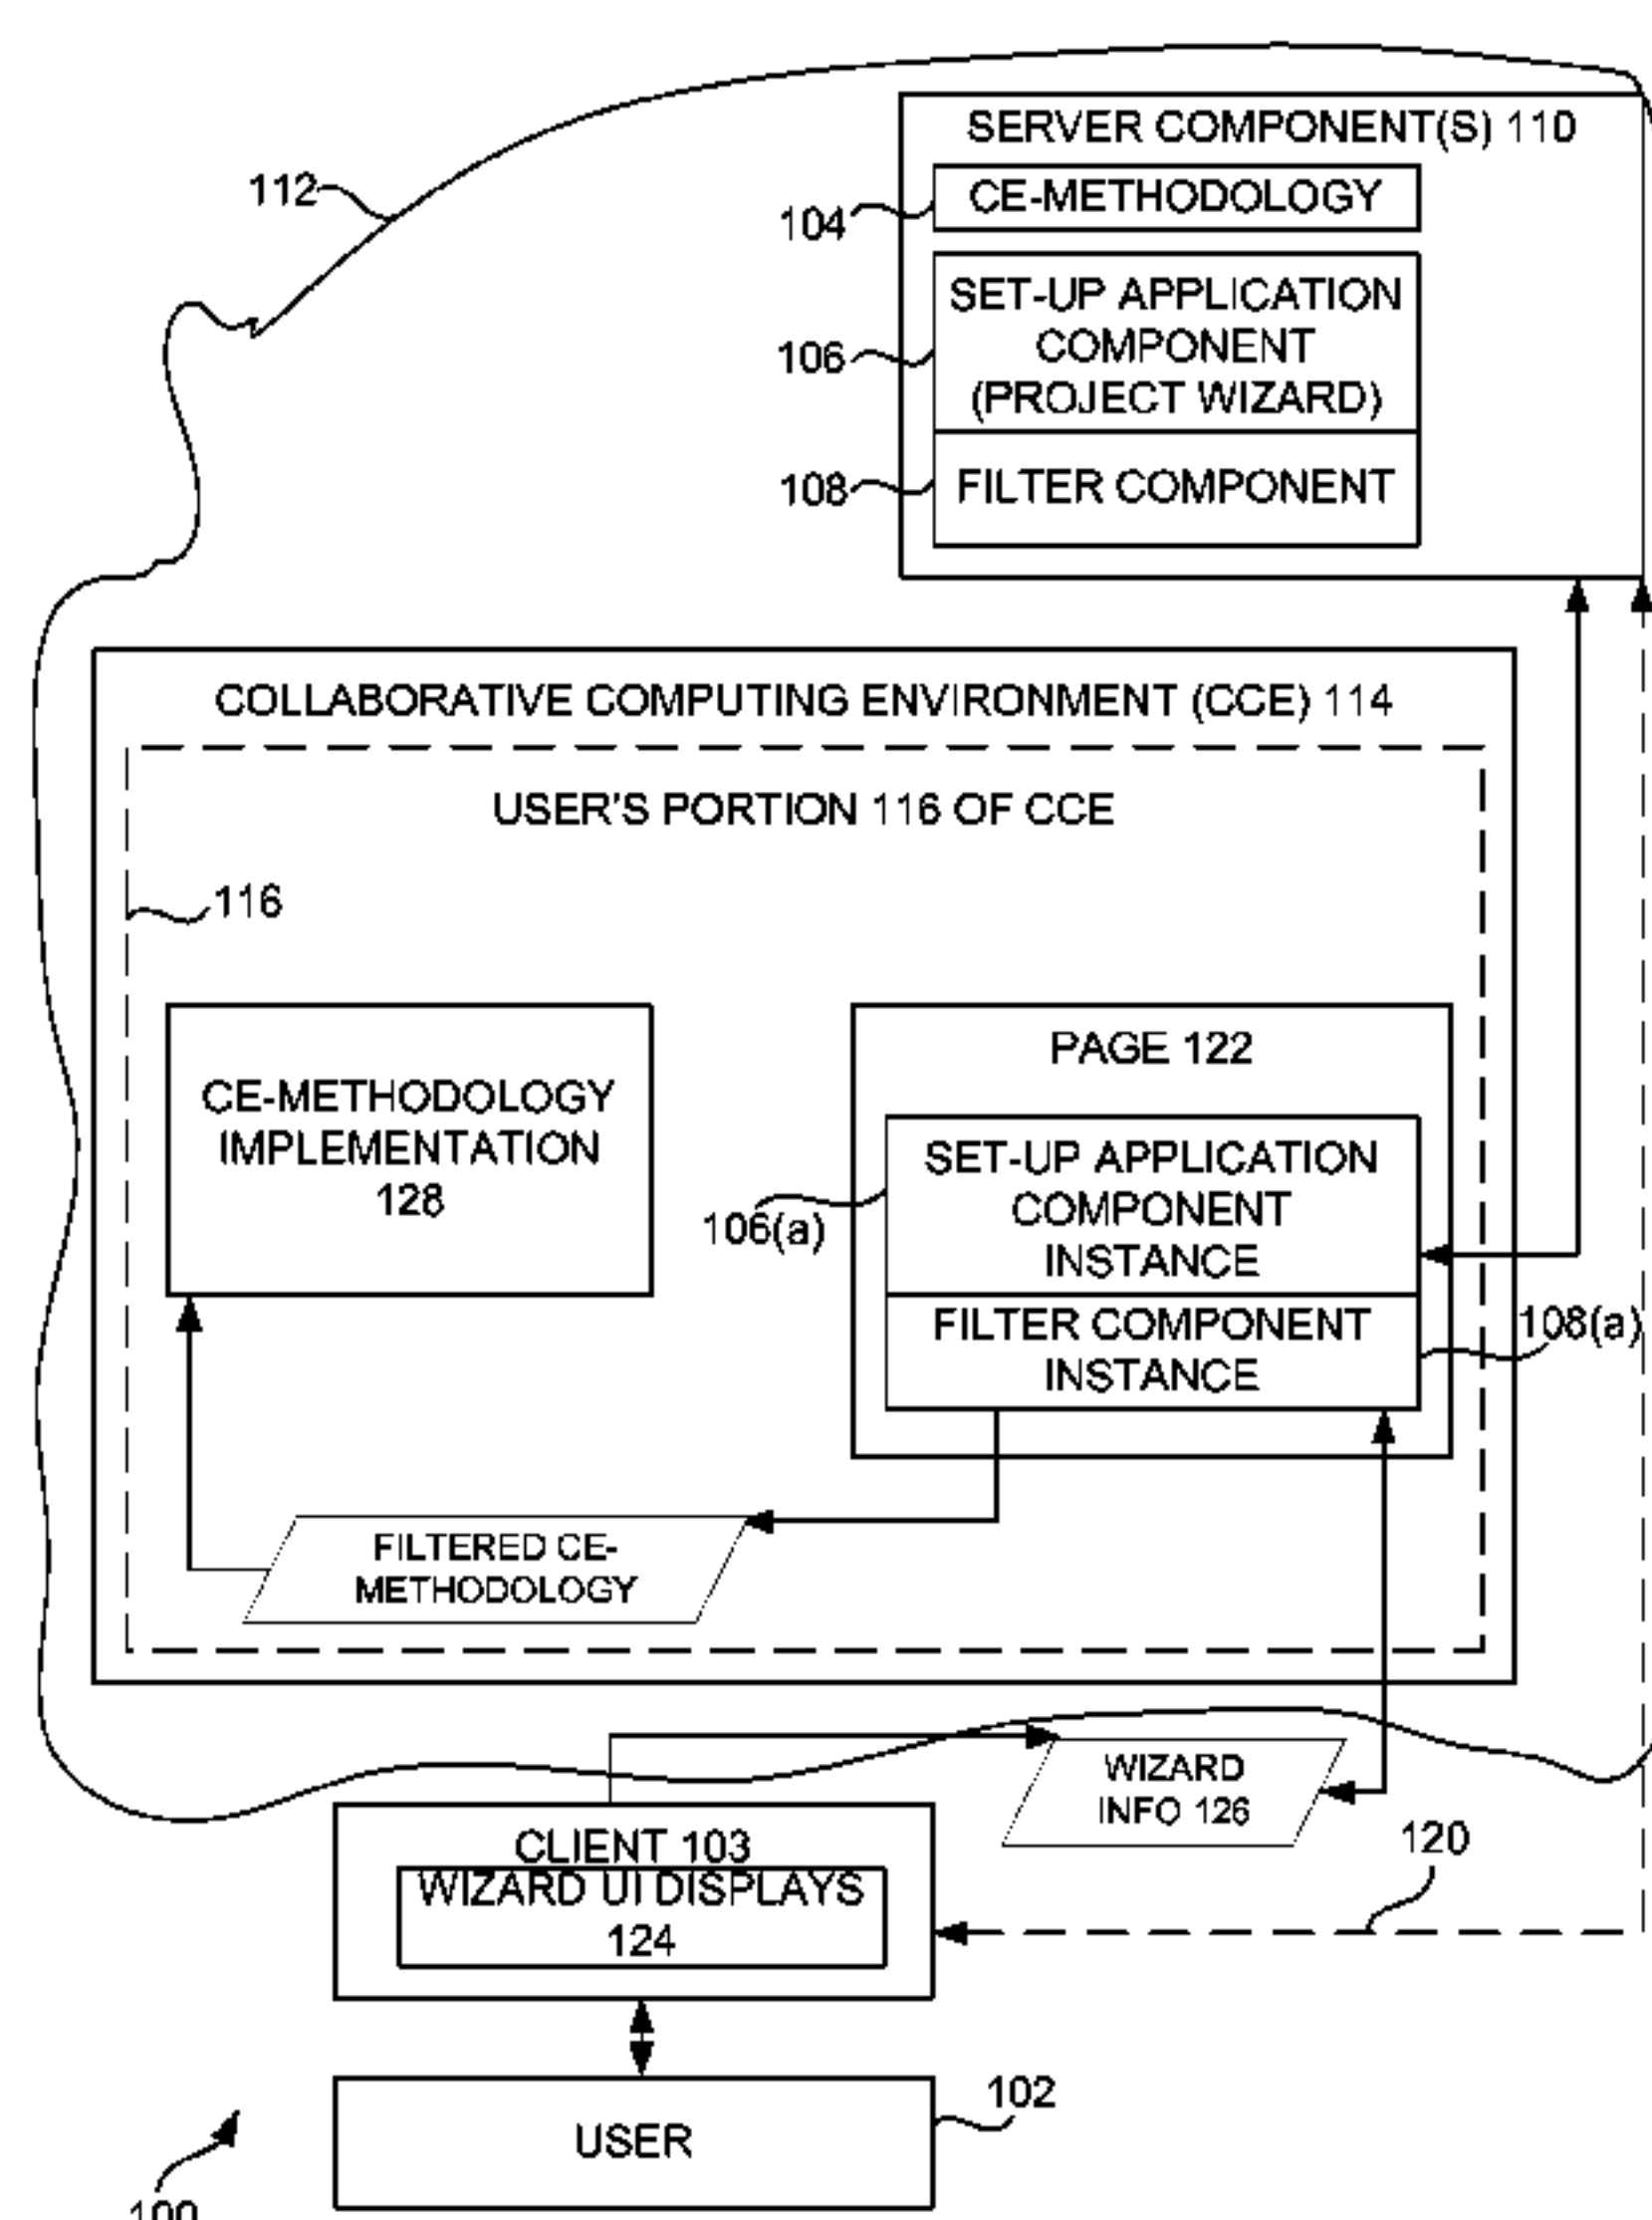 SERVER COMPONENT(S) 110
112
CE-METHODOLOGY
104
SET-UP APPLICATION
COMPONENT
(PROJECT WIZARD)
106
FILTER COMPONENT
108
COLLABORATIVE COMPUTING ENVIRONMENT (CCE) 114
USER'S PORTION 116 OF CCE
116
PAGE 122
CE-METHODOLOGY
IMPLEMENTATION
128
SET-UP APPLICATION
COMPONENT
INSTANCE
106(a)
FILTER COMPONENT
INSTANCE
108(a)
FILTERED CE-
METHODOLOGY
WIZARD
INFO 126
CLIENT 103
WIZARD UI DISPLAYS
124
120
USER
102
100